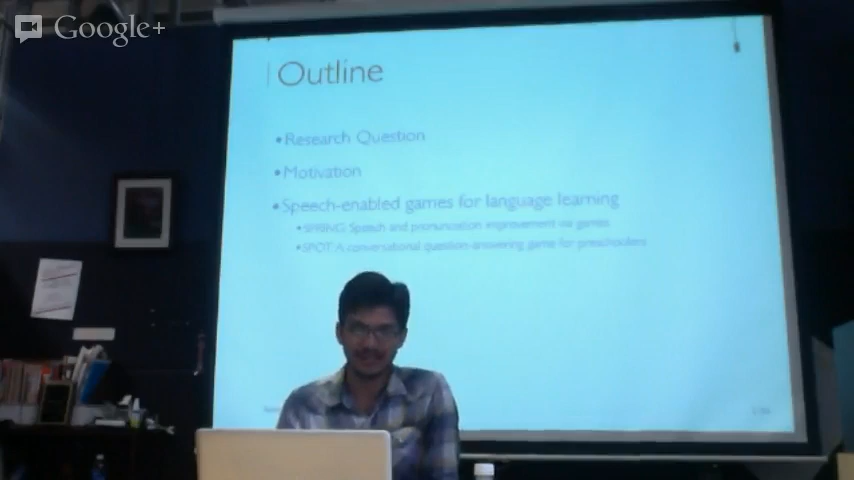 Google+
Outline
• Research Question
• Motivation
• Speech-enabled games for language learning
• SPRING: Speech and pronunciation improvement via games
• SPOT: A conversational question-answering game for preschoolers